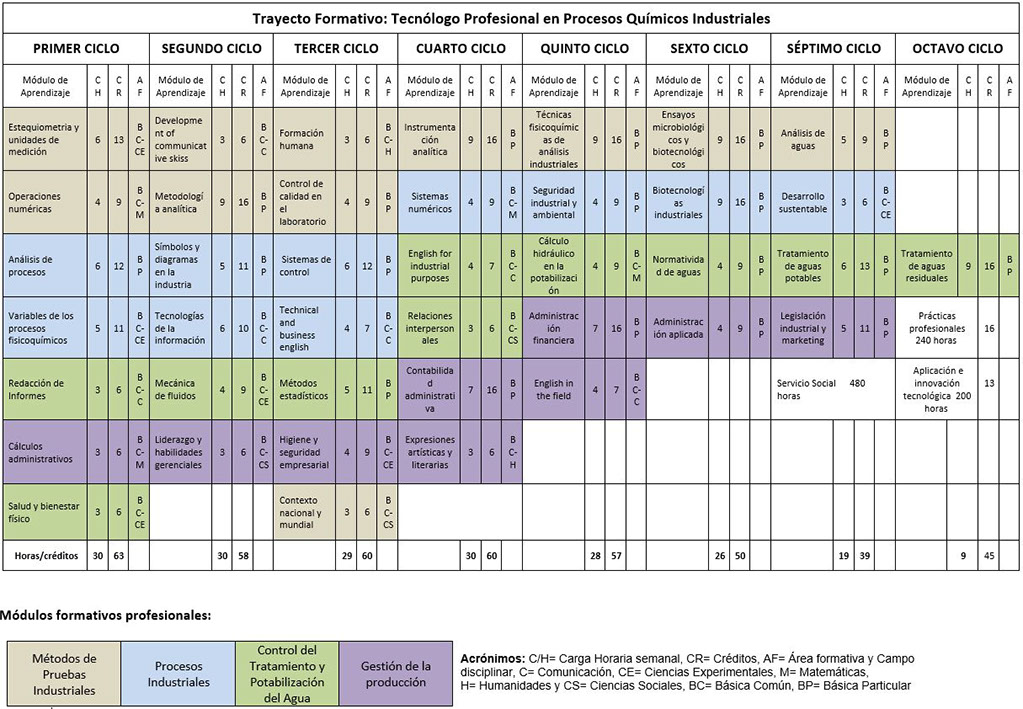 Trayecto Formativo: Tecnólogo Profesional en Procesos Químicos Industriales
PRIMER CICLO SEGUNDO CICLO TERCER CICLO CUARTO CICLO QUINTO CICLO SEXTO CICLO SÉPTIMO CICLO OCTAVO CICLO
Módulo de Aprendizaje CH CR AF Módulo de Aprendizaje CH CR AF Módulo de Aprendizaje CH CR AF Módulo de Aprendizaje CH CR AF Módulo de Aprendizaje CH CR AF Módulo de Aprendizaje CH CR AF Módulo de Aprendizaje CH CR AF Módulo de Aprendizaje CH CR AF
Estequiometria y unidades de medición 6 13 BC-CE Development of communicative skiss 3 6 BC-C Formación humana 3 6 BC-H Instrumentación analítica 9 16 BP Técnicas fisicoquímicas de análisis industriales 9 16 BP Ensayos microbiológicos y biotecnológicos 9 16 BP Análisis de aguas 5 9 BP
Operaciones numéricas 4 9 BC-M Metodología analítica 9 16 BP Control de calidad en el laboratorio 4 9 BP Sistemas numéricos 4 9 BC-M Seguridad industrial y ambiental 4 9 BP Biotecnologías industriales 9 16 BP Desarrollo sustentable 3 6 BC-CE
Análisis de procesos 6 12 BP Símbolos y diagramas en la industria 5 11 BP Sistemas de control 6 12 BP English for industrial purposes 4 7 BC-C Cálculo hidráulico en la potabilización 4 9 BC-M Normatividad de aguas 4 9 BP Tratamiento de aguas potables 6 13 BP Tratamiento de aguas residuales 9 16 BP
Variables de los procesos fisicoquímicos 5 11 BC-CE Tecnologías de la información 6 10 BC-C Technical and business english 4 7 BC-C Relaciones interpersonales 3 6 BC-CS Administración financiera 7 16 BP Administración aplicada 4 9 BP Legislación industrial y marketing 5 11 BP Prácticas profesionales 240 horas 16
Redacción de Informes 3 6 BC-C Mecánica de fluidos 4 9 BC-CE Métodos estadísticos 5 11 BP Contabilidad administrativa 7 16 BP English in the field 4 7 BC-C Servicio Social 480 horas Aplicación e innovación tecnológica 200 horas 13
Cálculos administrativos 3 6 BC-M Liderazgo y habilidades gerenciales 3 6 BC-CS Higiene y seguridad empresarial 4 9 BC-CE Expresiones artísticas y literarias 3 6 BC-H
Salud y bienestar físico 3 6 BC-CE Contexto nacional y mundial 3 6 BC-CS
Horas/créditos 30 63 30 58 29 60 30 60 28 57 26 50 19 39 9 45
Módulos formativos profesionales:
Métodos de Pruebas Industriales
Procesos Industriales
Control del Tratamiento y Potabilización del Agua
Gestión de la producción
Acrónimos: C/H= Carga Horaria semanal, CR= Créditos, AF= Área formativa y Campo
disciplinar, C= Comunicación, CE= Ciencias Experimentales, M= Matemáticas,
H= Humanidades y CS= Ciencias Sociales, BC= Básica Común, BP= Básica Particular